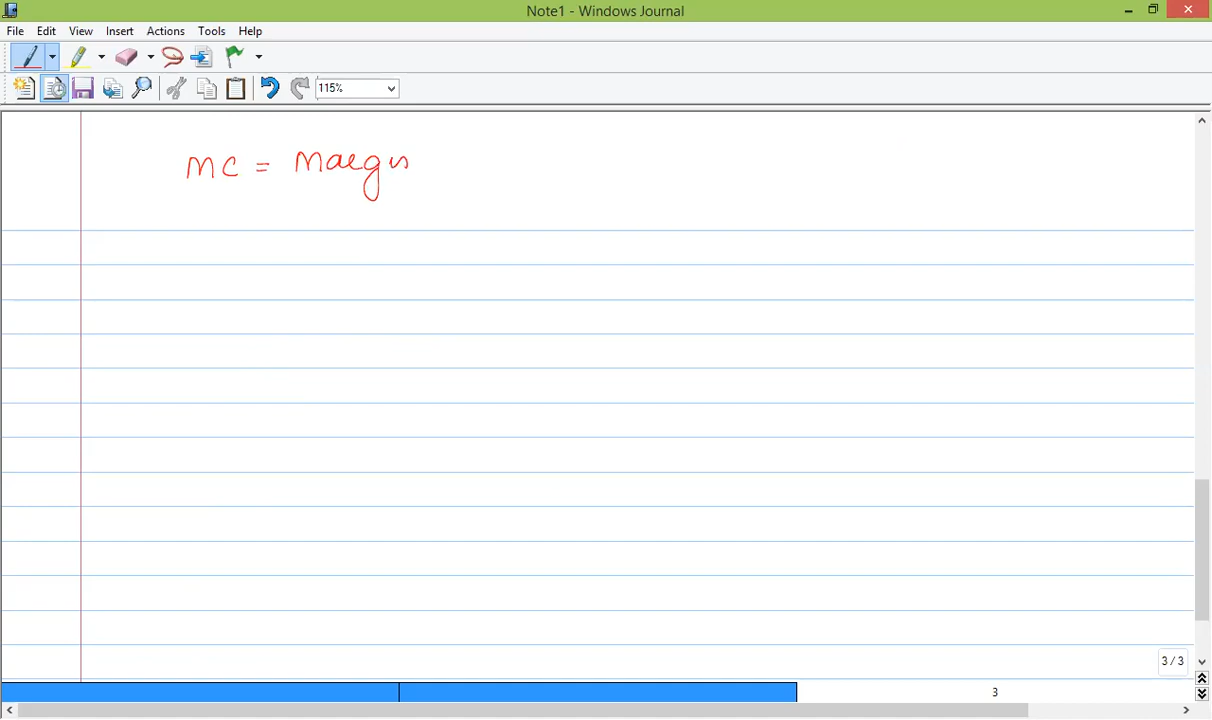 Note1 - Windows Journal
File Edit View Insert Actions Tools Help
115%
MC = Margin
3 / 3
3